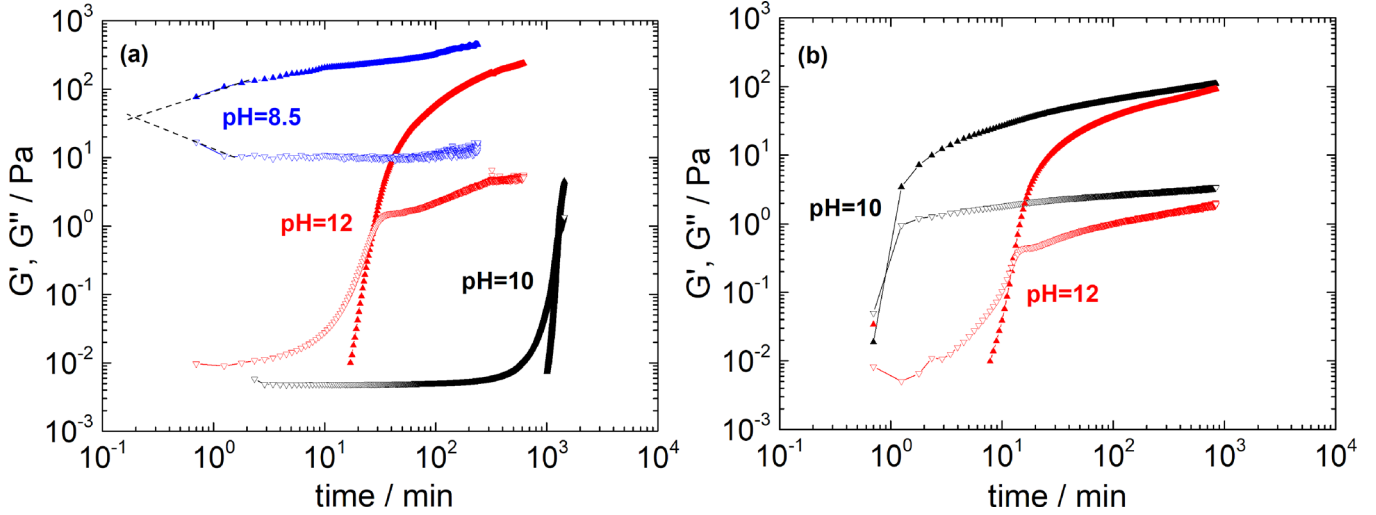 (a)
10³
10²
10¹
10⁰
10⁻¹
10⁻²
10⁻³
G', G'' / Pa
pH=8.5
pH=12
pH=10
10⁻¹ 10⁰ 10¹ 10² 10³ 10⁴
time / min
(b)
10³
10²
10¹
10⁰
10⁻¹
10⁻²
10⁻³
G', G'' / Pa
pH=10
pH=12
10⁻¹ 10⁰ 10¹ 10² 10³ 10⁴
time / min